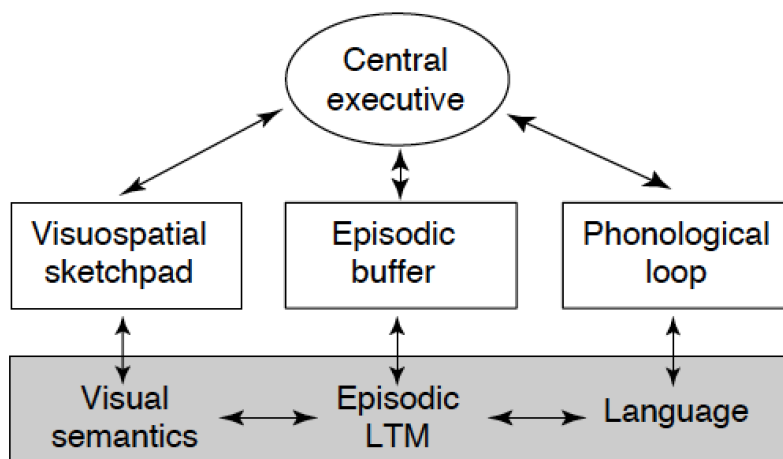 Central
executive
Visuospatial
sketchpad
Episodic
buffer
Phonological
loop
Visual
semantics
Episodic
LTM
Language